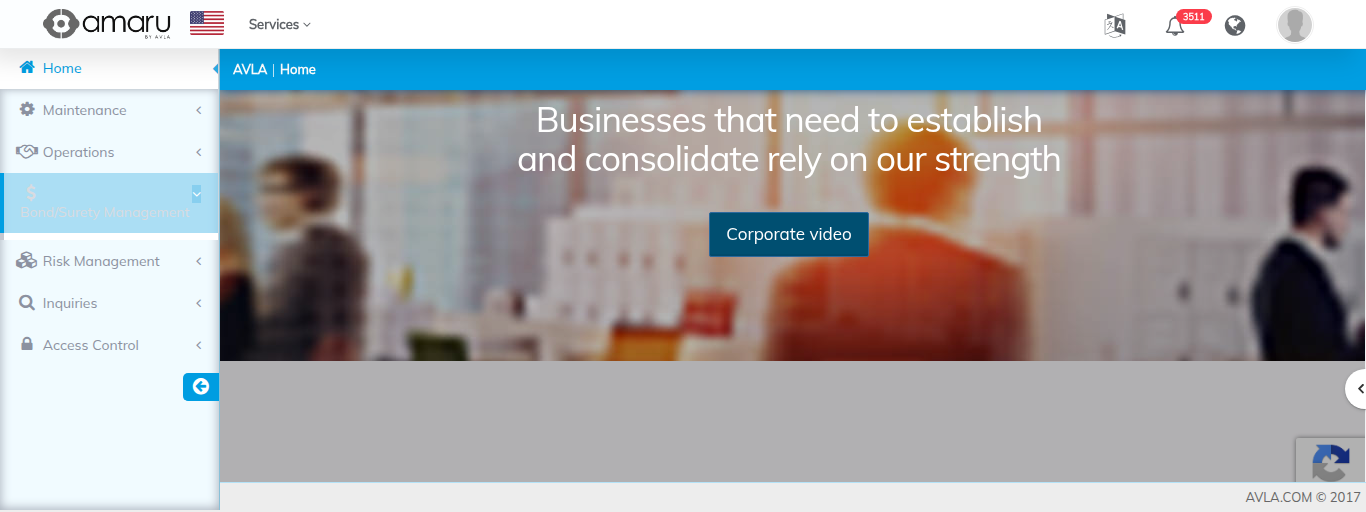 amaru
BY AVLA
Services
3511
Home
AVLA | Home
Maintenance
Operations
$
Bond/Surety Management
Risk Management
Inquiries
Access Control
Businesses that need to establish
and consolidate rely on our strength
Corporate video
AVLA.COM © 2017